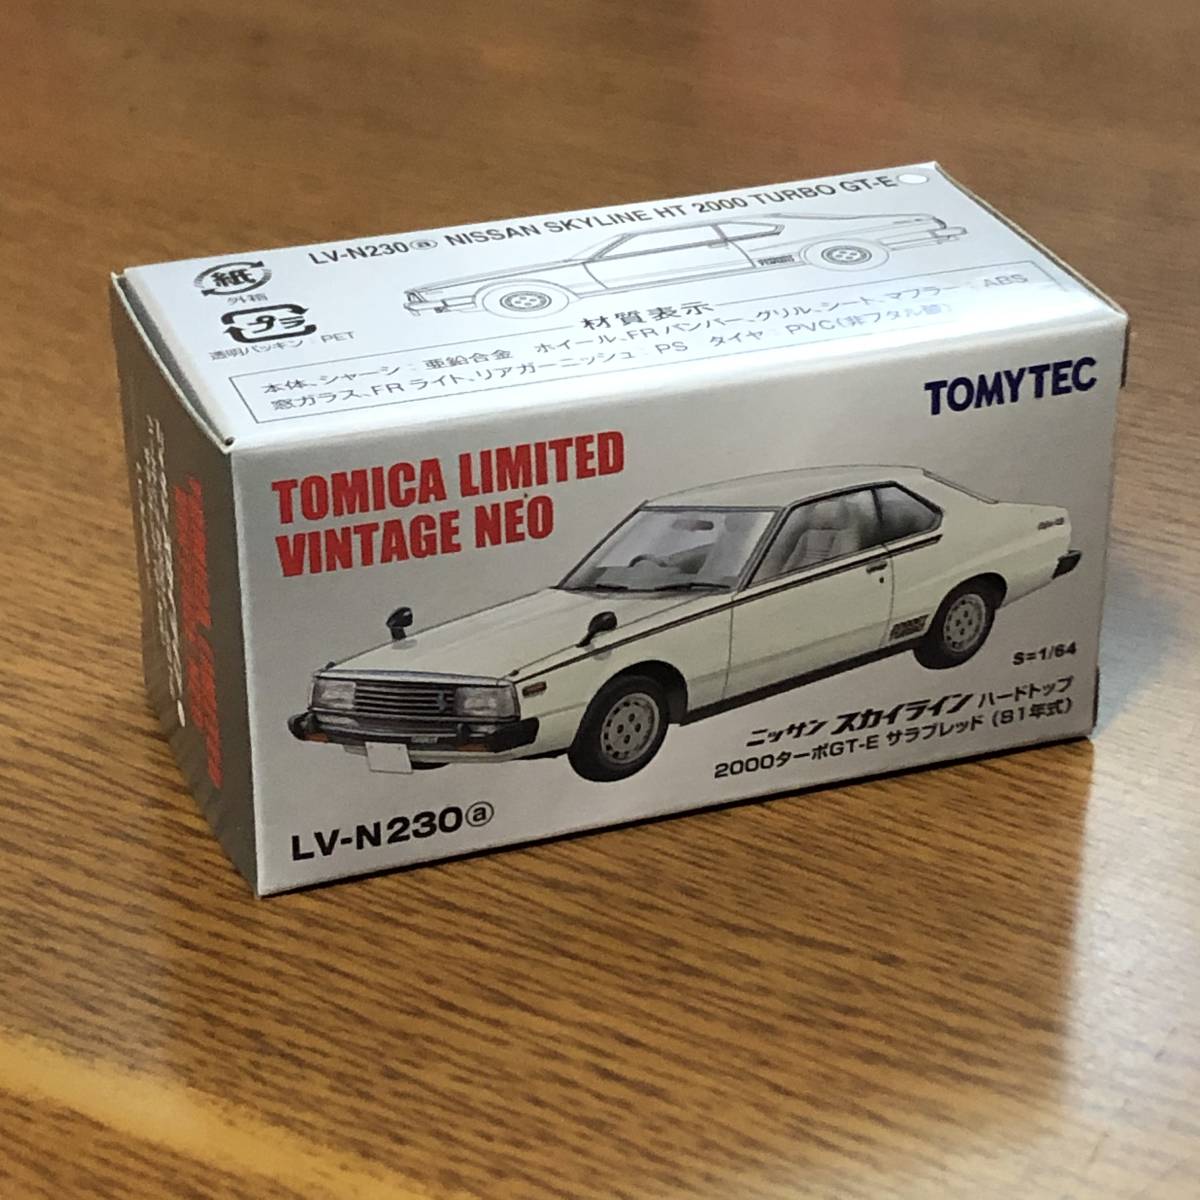 LV-N230ⓐ NISSAN SKYLINE HT 2000 TURBO GT-E
紙
外箱
プラ
透明パッキン：PET
材質表示
本体、シャーシ：亜鉛合金 ホイール、FRバンパー、グリル、シート、マフラー：ABS
窓ガラス、FRライト、リアガーニッシュ：PS タイヤ：PVC(非フタル酸)
TOMYTEC
TOMICA LIMITED
VINTAGE NEO
S=1/64
ニッサン スカイライン ハードトップ
2000ターボGT-E サラブレッド (81年式)
LV-N230ⓐ